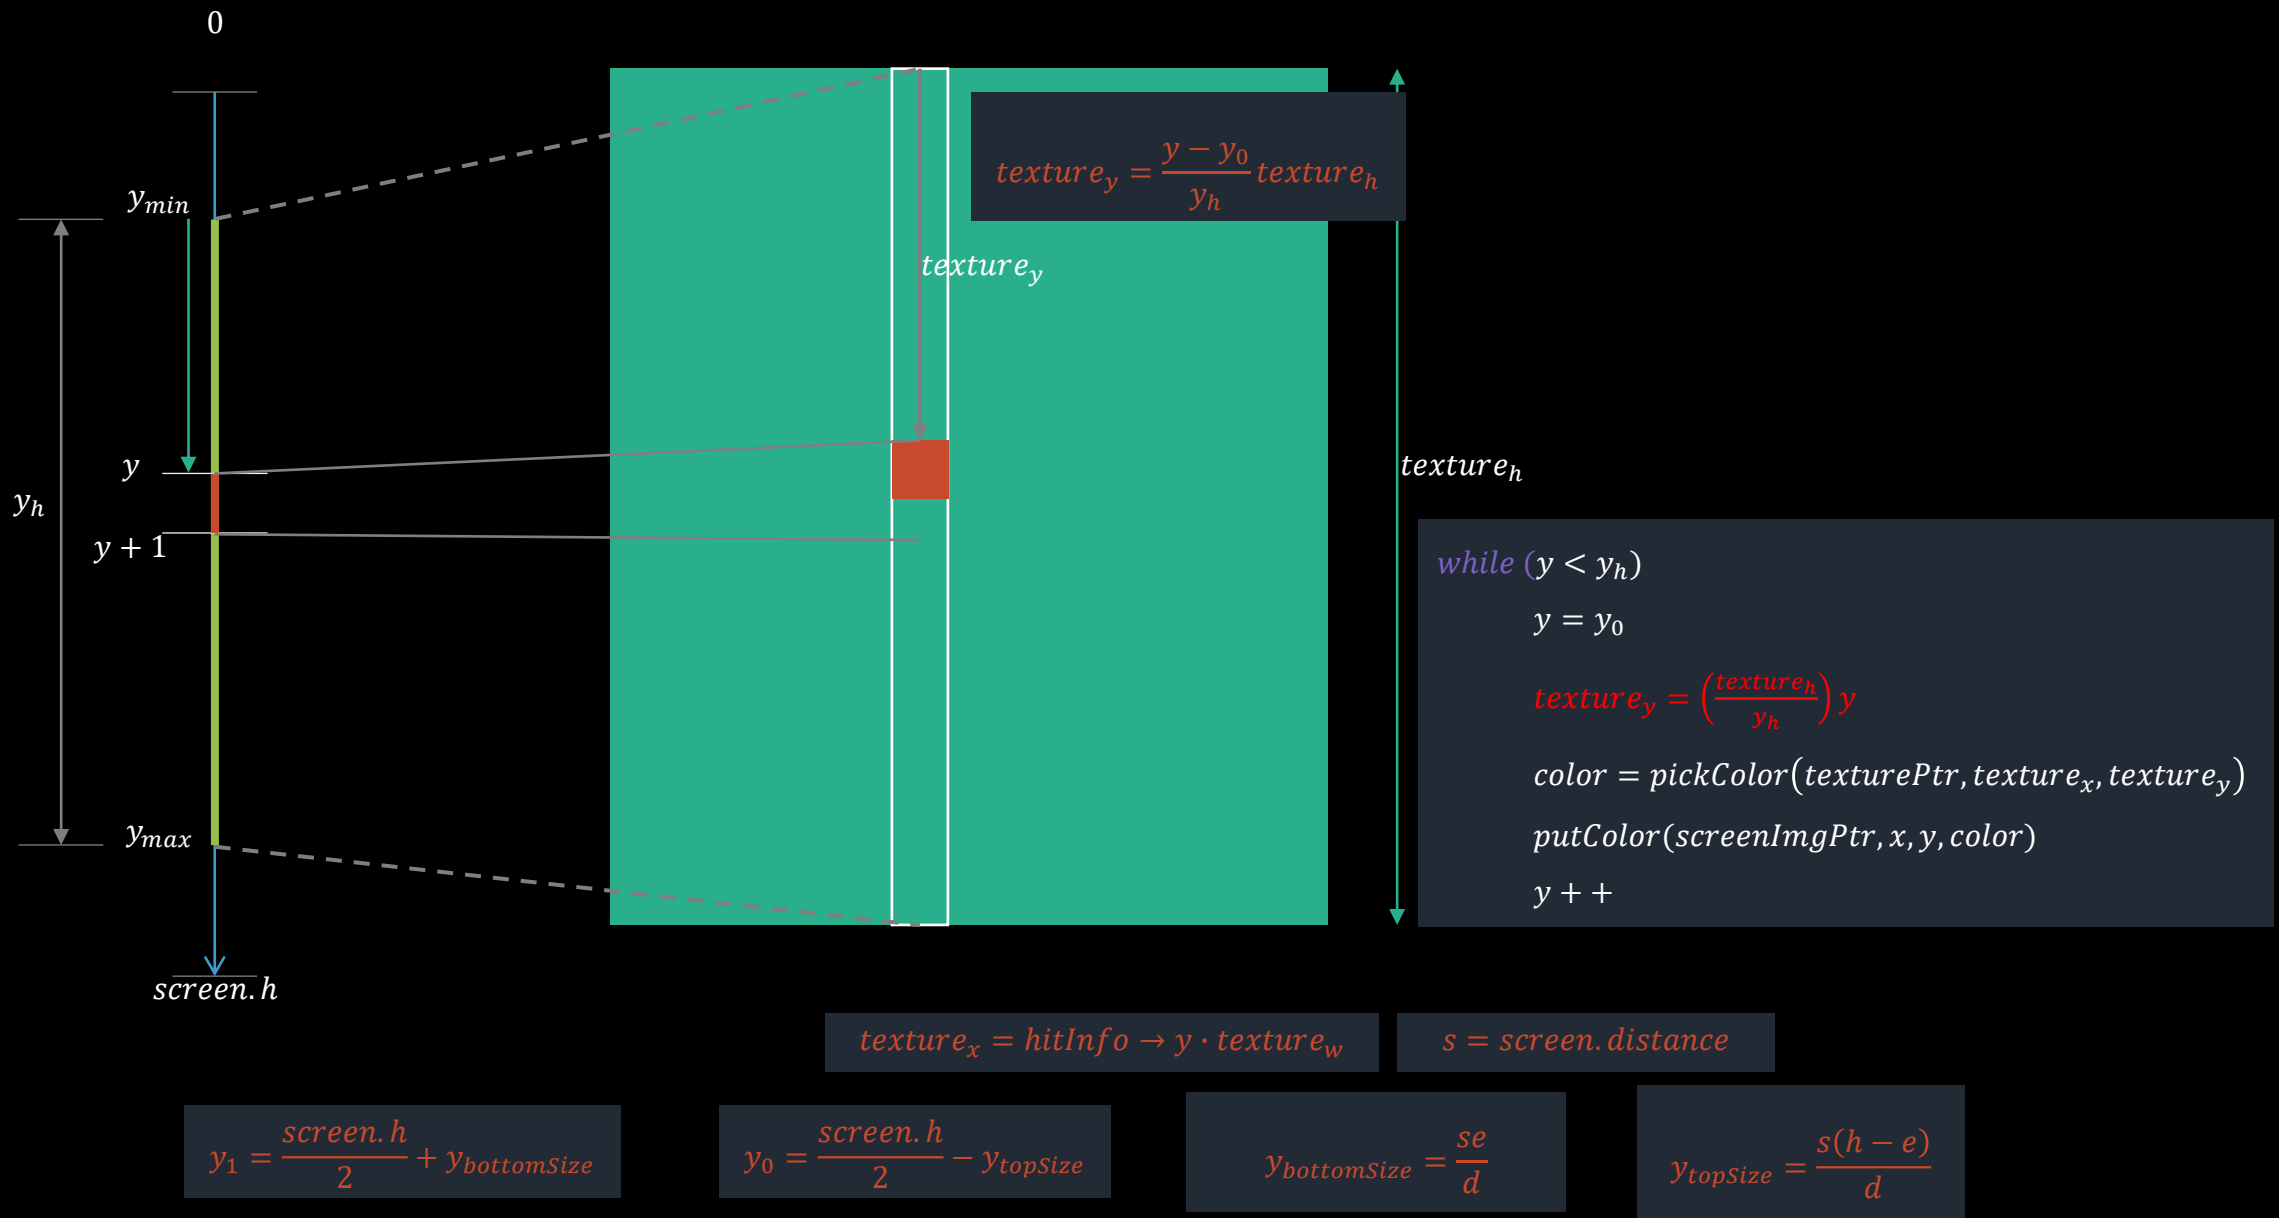 0
y_min
texture_y = (y − y_0)/y_h texture_h
texture_y
y
texture_h
y_h
y + 1
while (y < y_h)
y = y_0
texture_y = (texture_h/y_h) y
color = pickColor(texturePtr, texture_x, texture_y)
y_max
putColor(screenImgPtr, x, y, color)
y + +
screen. h
texture_x = hitInfo → y · texture_w
s = screen. distance
y_1 = screen. h/2 + y_bottomSize
y_0 = screen. h/2 − y_topSize
y_bottomSize = se/d
y_topSize = s(h − e)/d